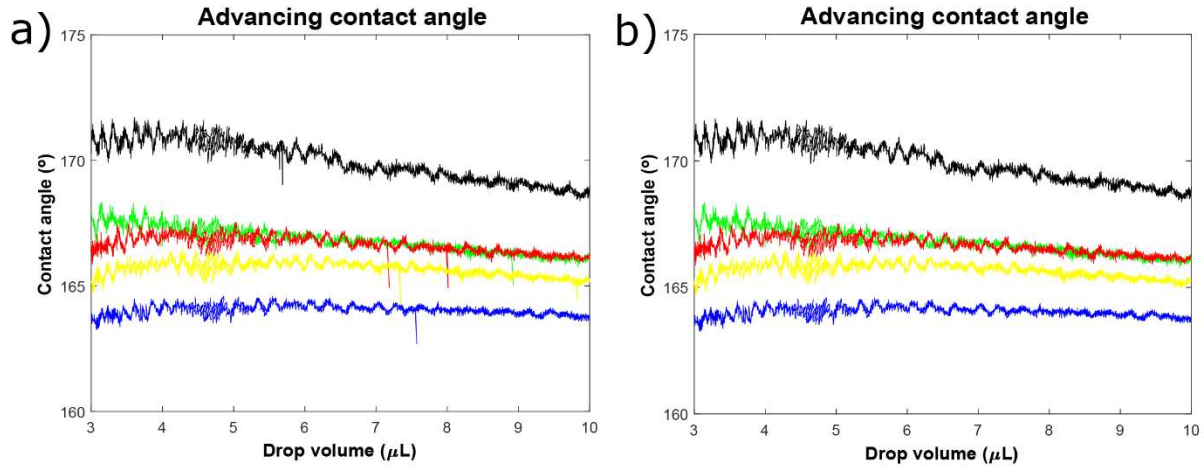 a)
Advancing contact angle
175
170
165
160
Contact angle (º)
3 4 5 6 7 8 9 10
Drop volume (μL)
b)
Advancing contact angle
175
170
165
160
Contact angle (º)
3 4 5 6 7 8 9 10
Drop volume (μL)